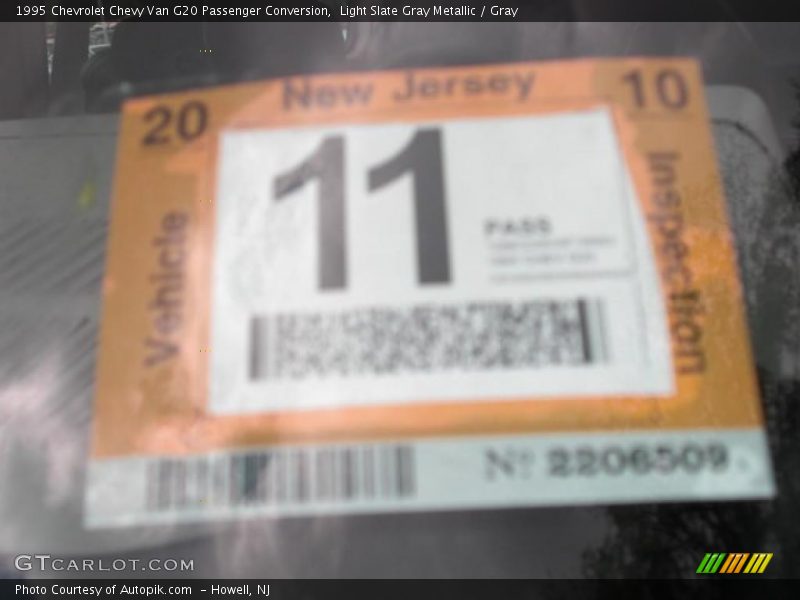 1995 Chevrolet Chevy Van G20 Passenger Conversion, Light Slate Gray Metallic / Gray
20 New Jersey 10
11
PASS
Vehicle
Inspection
No 2206509
GTCARLOT.COM
Photo Courtesy of Autopik.com - Howell, NJ